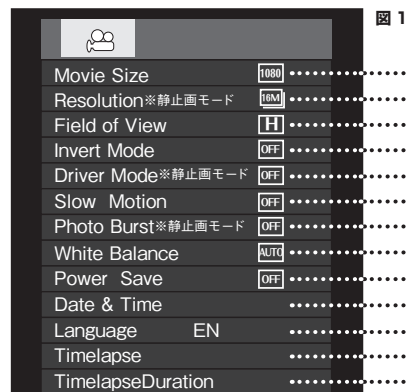 図1
Movie Size 1080
Resolution※静止画モード 16M
Field of View H
Invert Mode OFF
Driver Mode※静止画モード OFF
Slow Motion OFF
Photo Burst※静止画モード OFF
White Balance AUTO
Power Save OFF
Date & Time
Language EN
Timelapse
TimelapseDuration